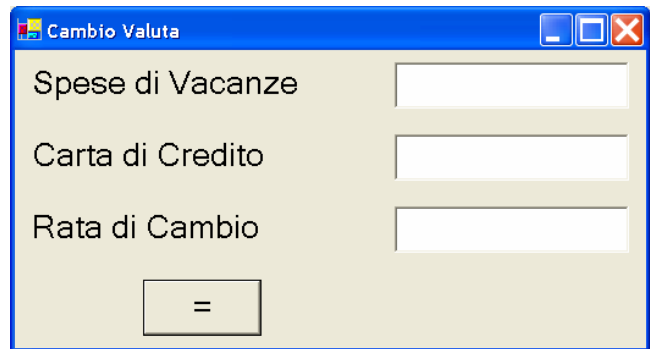 Cambio Valuta
Spese di Vacanze
Carta di Credito
Rata di Cambio
=